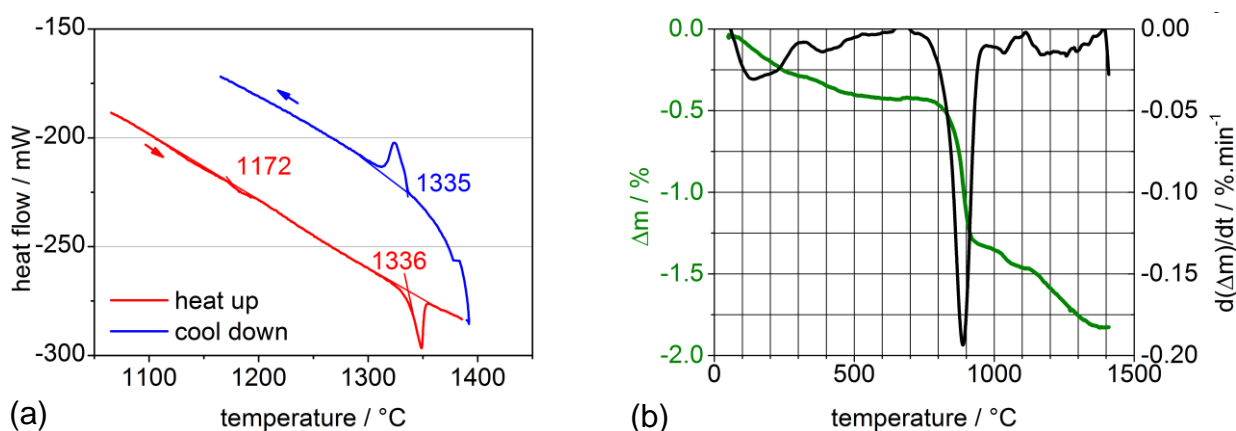 -150
-200
-250
-300
heat flow / mW
1172
1335
1336
heat up
cool down
1100 1200 1300 1400
temperature / °C
(a)
0.0
-0.5
-1.0
-1.5
-2.0
Δm / %
0.00
-0.05
-0.10
-0.15
-0.20
d(Δm)/dt / %.min⁻¹
0 500 1000 1500
temperature / °C
(b)